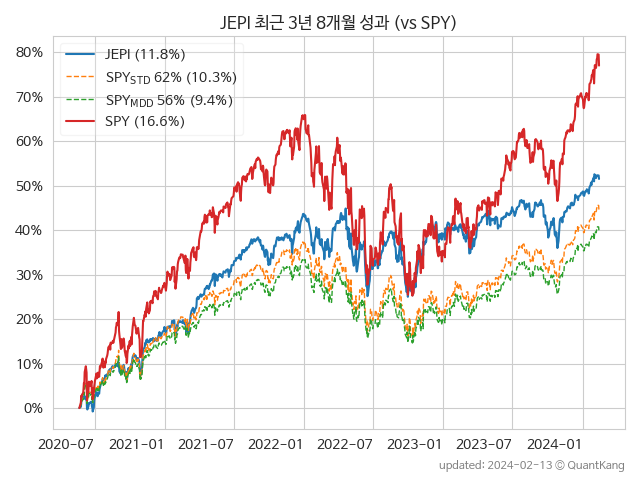 JEPI 최근 3년 8개월 성과 (vs SPY)
JEPI (11.8%)
SPY_STD 62% (10.3%)
SPY_MDD 56% (9.4%)
SPY (16.6%)
80%
70%
60%
50%
40%
30%
20%
10%
0%
2020-07 2021-01 2021-07 2022-01 2022-07 2023-01 2023-07 2024-01
updated: 2024-02-13 © QuantKang